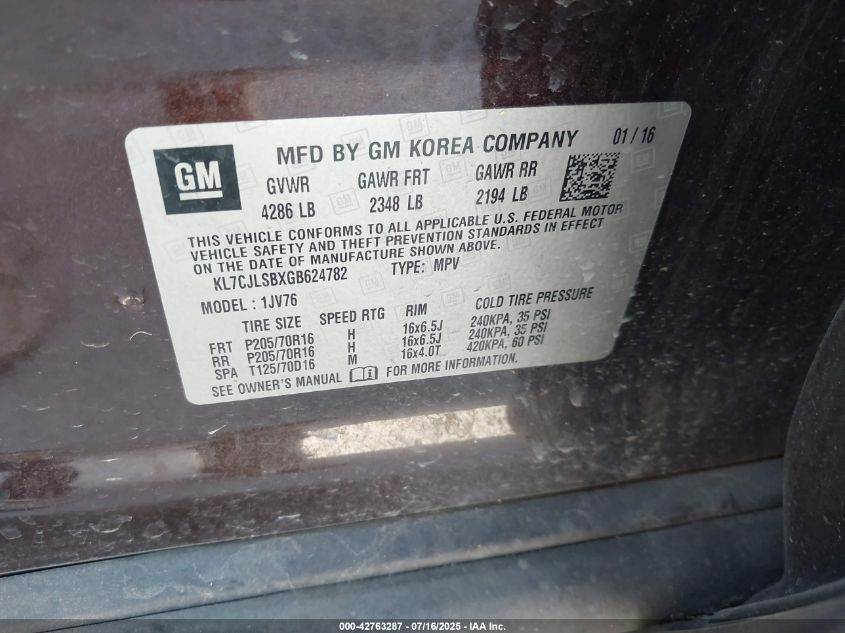 GM
MFD BY GM KOREA COMPANY 01 / 16
GVWR GAWR FRT GAWR RR
4286 LB 2348 LB 2194 LB
THIS VEHICLE CONFORMS TO ALL APPLICABLE U.S. FEDERAL MOTOR
VEHICLE SAFETY AND THEFT PREVENTION STANDARDS IN EFFECT
ON THE DATE OF MANUFACTURE SHOWN ABOVE.
KL7CJLSBXGB624782 TYPE: MPV
MODEL : 1JV76
TIRE SIZE SPEED RTG RIM COLD TIRE PRESSURE
FRT P205/70R16 H 16x6.5J 240KPA, 35 PSI
RR P205/70R16 H 16x6.5J 240KPA, 35 PSI
SPA T125/70D16 M 16x4.0T 420KPA, 60 PSI
SEE OWNER'S MANUAL FOR MORE INFORMATION.
000-42763287 - 07/16/2025 - IAA Inc.